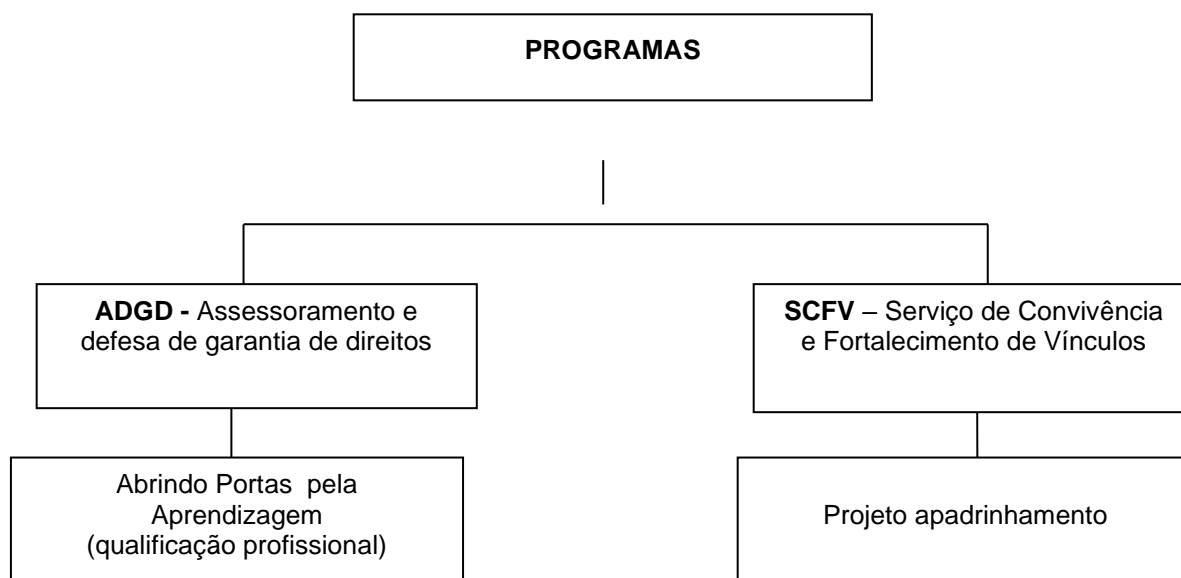 PROGRAMAS
ADGD - Assessoramento e
defesa de garantia de direitos
SCFV – Serviço de Convivência
e Fortalecimento de Vínculos
Abrindo Portas pela
Aprendizagem
(qualificação profissional)
Projeto apadrinhamento